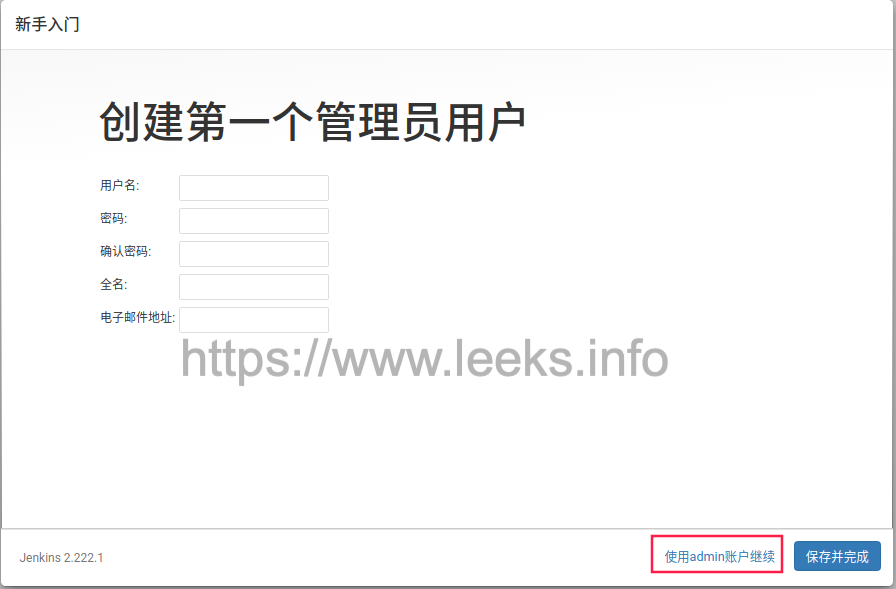 新手入门
创建第一个管理员用户
用户名:
密码:
确认密码:
全名:
电子邮件地址:
https://www.leeks.info
Jenkins 2.222.1
使用admin账户继续
保存并完成